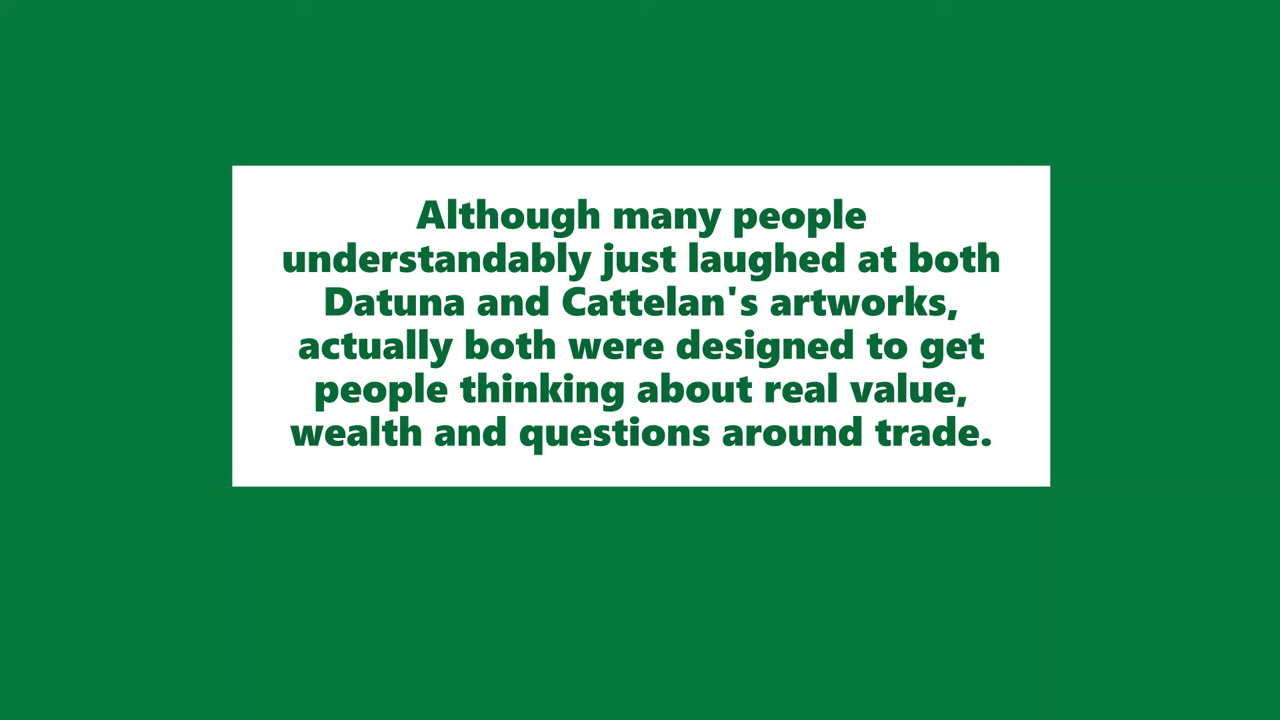 Although many people
understandably just laughed at both
Datuna and Cattelan's artworks,
actually both were designed to get
people thinking about real value,
wealth and questions around trade.